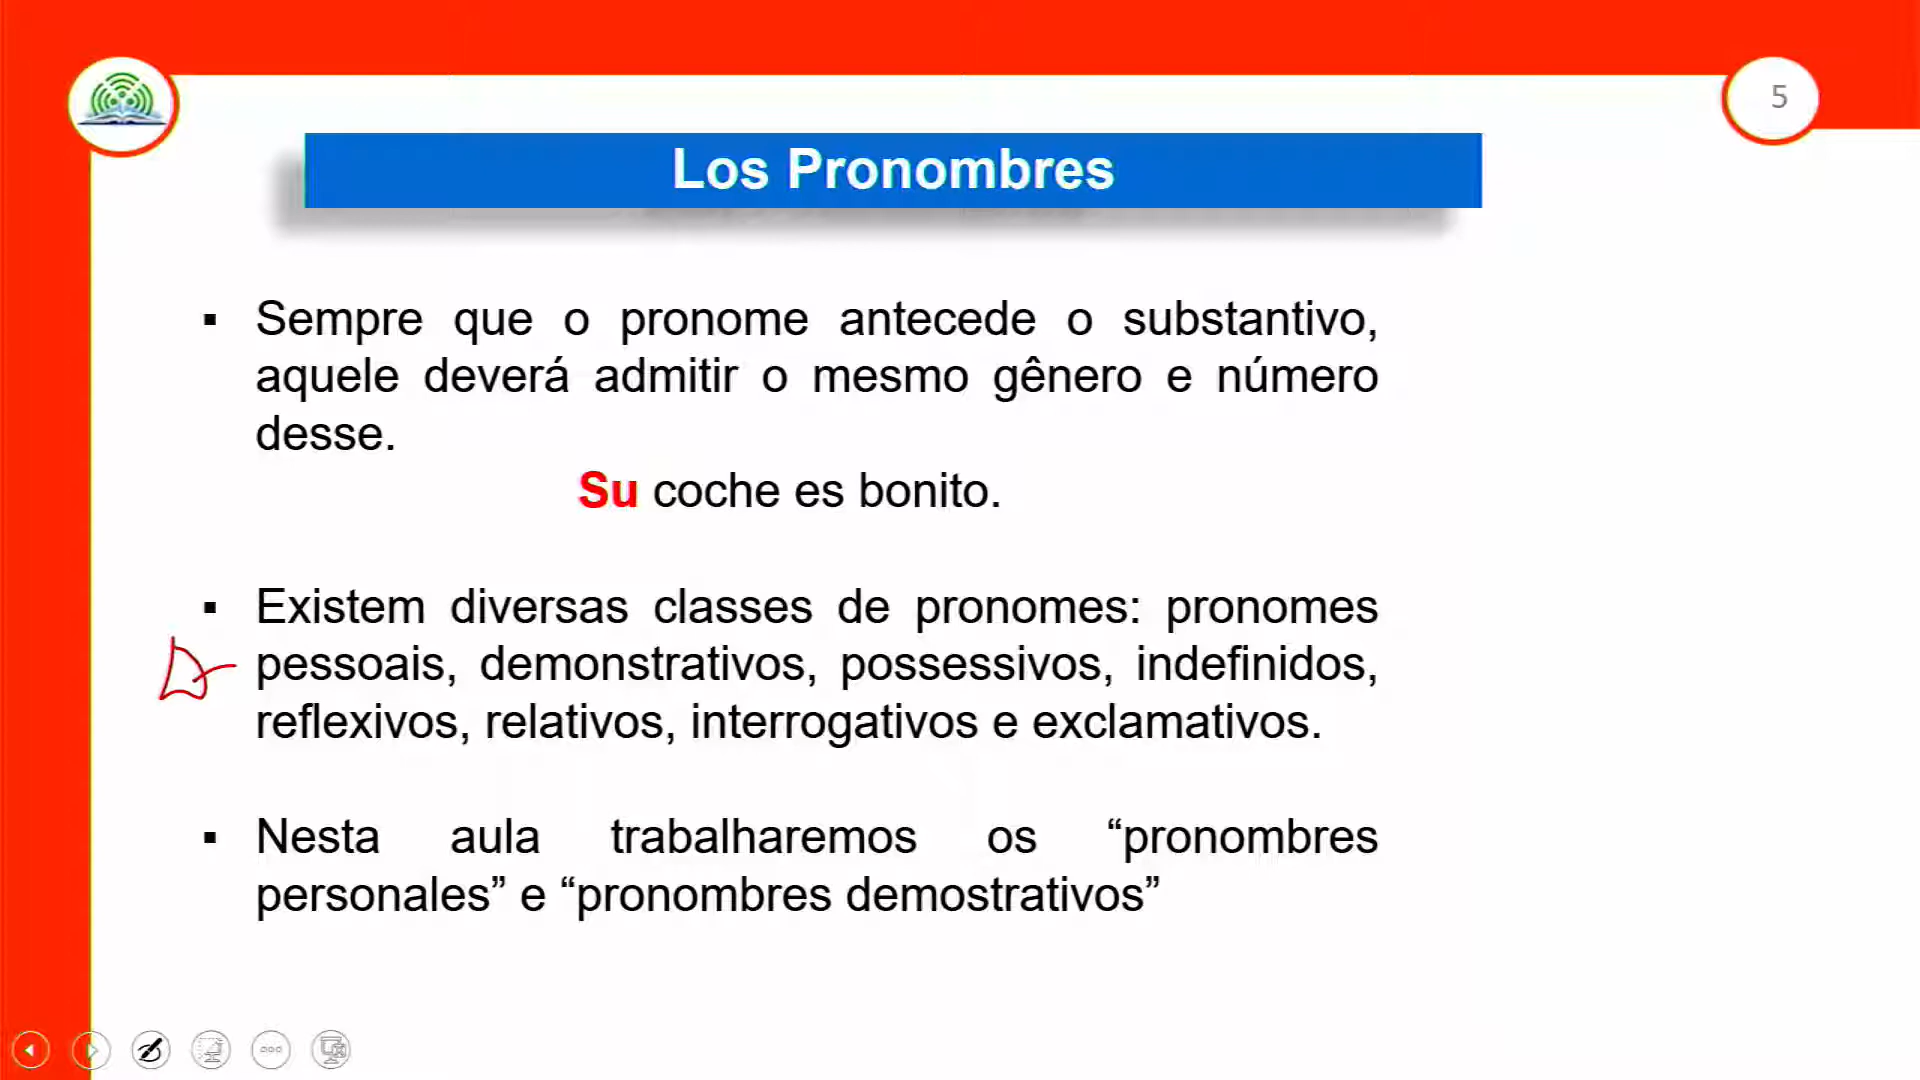 5
Los Pronombres
▪ Sempre que o pronome antecede o substantivo,
aquele deverá admitir o mesmo gênero e número
desse.
Su coche es bonito.
▪ Existem diversas classes de pronomes: pronomes
pessoais, demonstrativos, possessivos, indefinidos,
reflexivos, relativos, interrogativos e exclamativos.
▪ Nesta aula trabalharemos os “pronombres
personales” e “pronombres demostrativos”